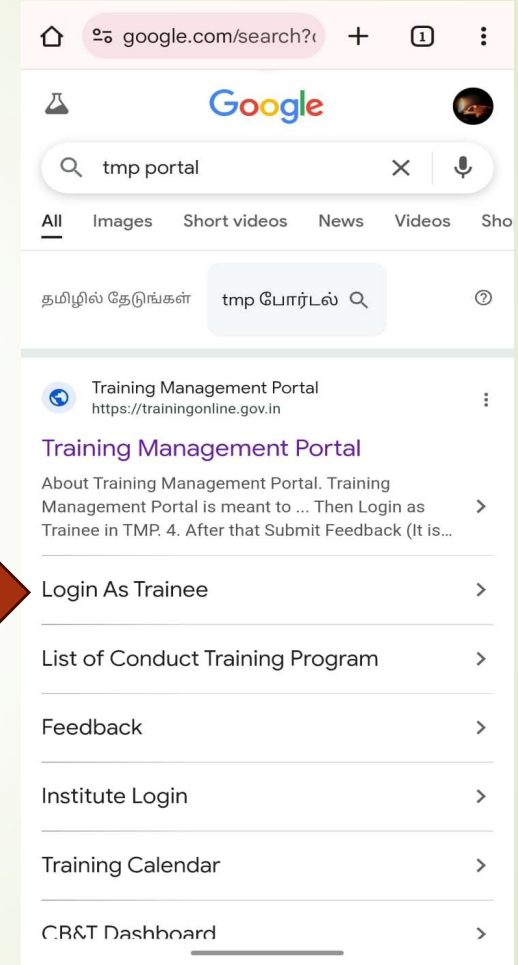 google.com/search?
1
Google
tmp portal
All Images Short videos News Videos Sho
தமிழில் தேடுங்கள் tmp போர்டல்
Training Management Portal
https://trainingonline.gov.in
Training Management Portal
About Training Management Portal. Training
Management Portal is meant to ... Then Login as
Trainee in TMP. 4. After that Submit Feedback (It is...
Login As Trainee
List of Conduct Training Program
Feedback
Institute Login
Training Calendar
CB&T Dashboard